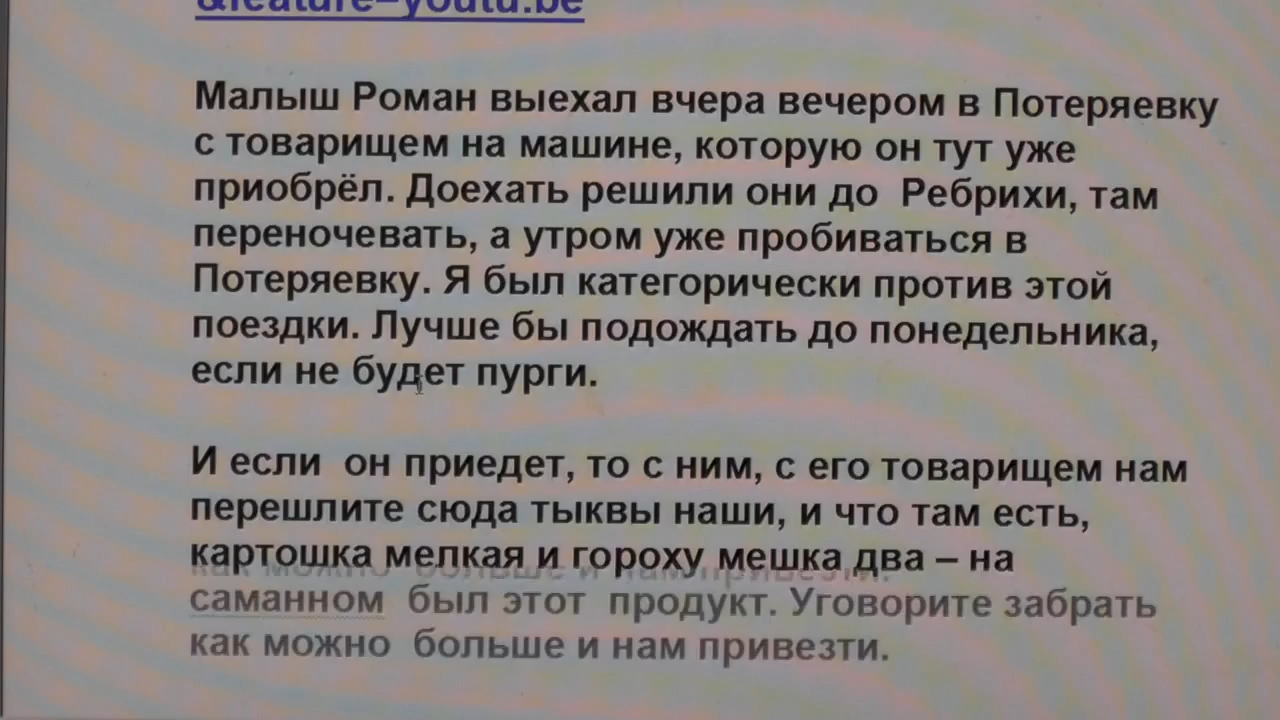 &feature=youtu.be
Малыш Роман выехал вчера вечером в Потеряевку
с товарищем на машине, которую он тут уже
приобрёл. Доехать решили они до Ребрихи, там
переночевать, а утром уже пробиваться в
Потеряевку. Я был категорически против этой
поездки. Лучше бы подождать до понедельника,
если не будет пурги.
И если он приедет, то с ним, с его товарищем нам
перешлите сюда тыквы наши, и что там есть,
картошка мелкая и гороху мешка два – на
саманном был этот продукт. Уговорите забрать
как можно больше и нам привезти.